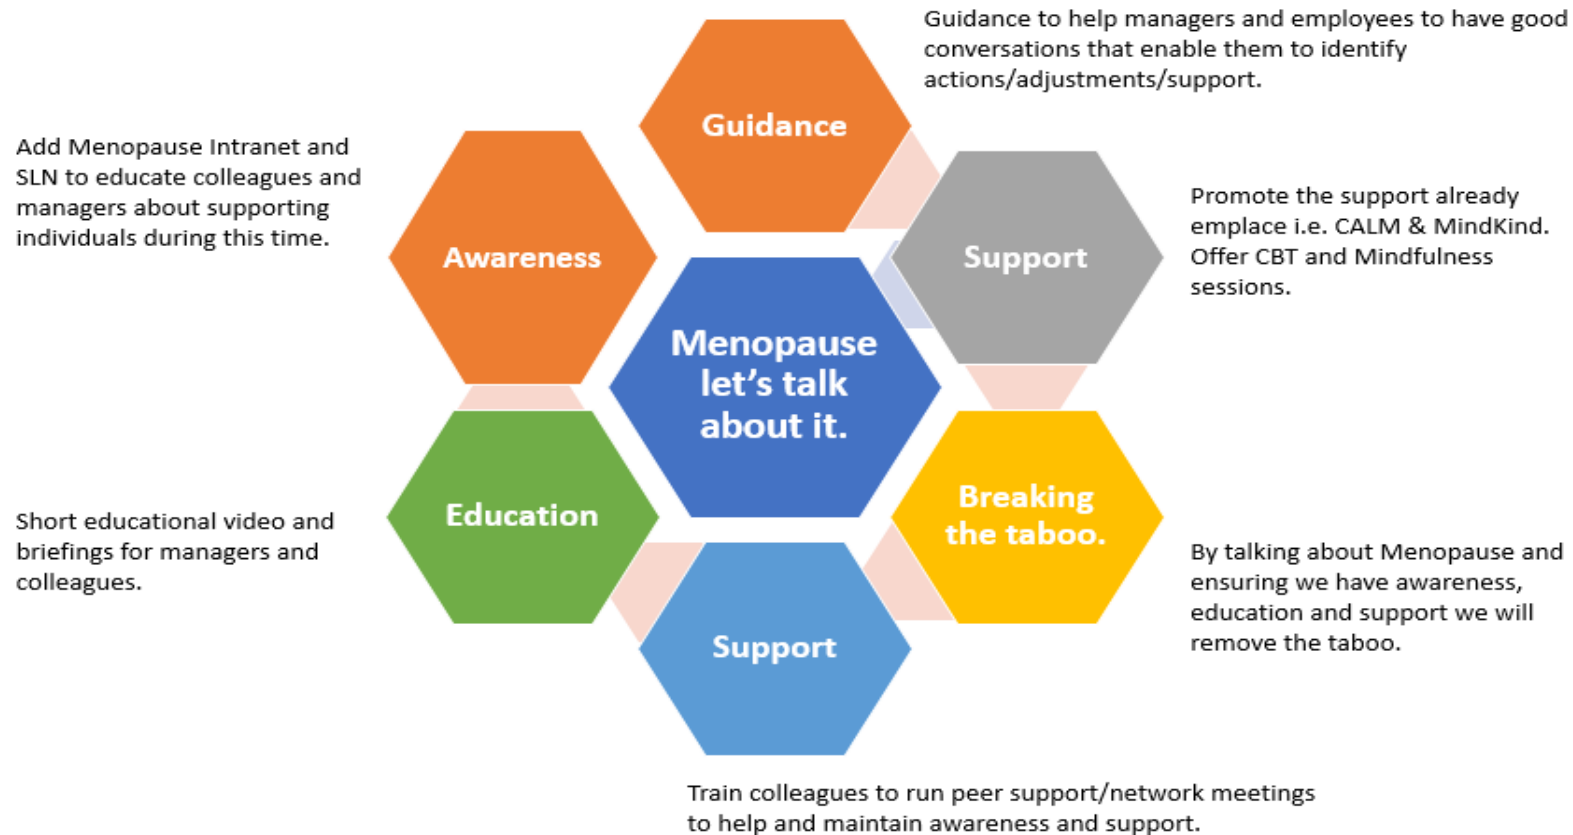 Guidance to help managers and employees to have good
conversations that enable them to identify
actions/adjustments/support.
Guidance
Add Menopause Intranet and
SLN to educate colleagues and
managers about supporting
individuals during this time.
Awareness
Support
Promote the support already
emplace i.e. CALM & MindKind.
Offer CBT and Mindfulness
sessions.
Menopause
let's talk
about it.
Education
Short educational video and
briefings for managers and
colleagues.
Breaking
the taboo.
By talking about Menopause and
ensuring we have awareness,
education and support we will
remove the taboo.
Support
Train colleagues to run peer support/network meetings
to help and maintain awareness and support.